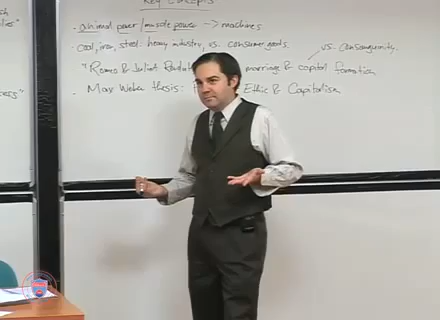 Key Concepts
- animal power/muscle power -> machines
- coal, iron, steel: heavy industry, vs. consumer goods.
vs. consanguinity.
"Romeo & Juliet marriage & capital formation
- Max Weber thesis: Ethic & Capitalism